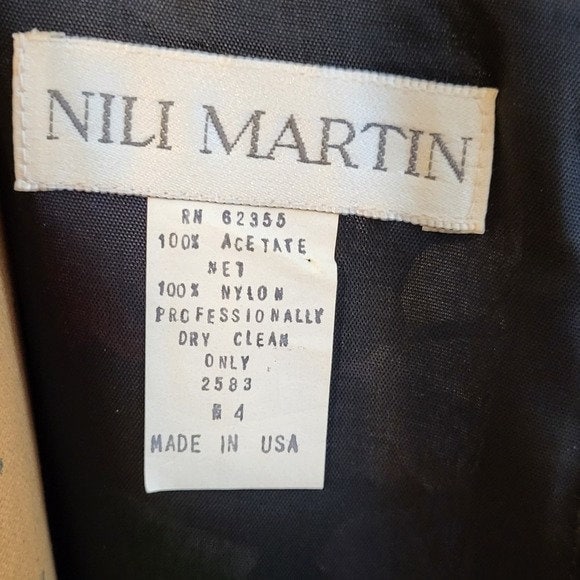 NILI MARTIN
RN 62355
100% ACETATE
NET
100% NYLON
PROFESSIONALLY
DRY CLEAN
ONLY
2583
4
MADE IN USA